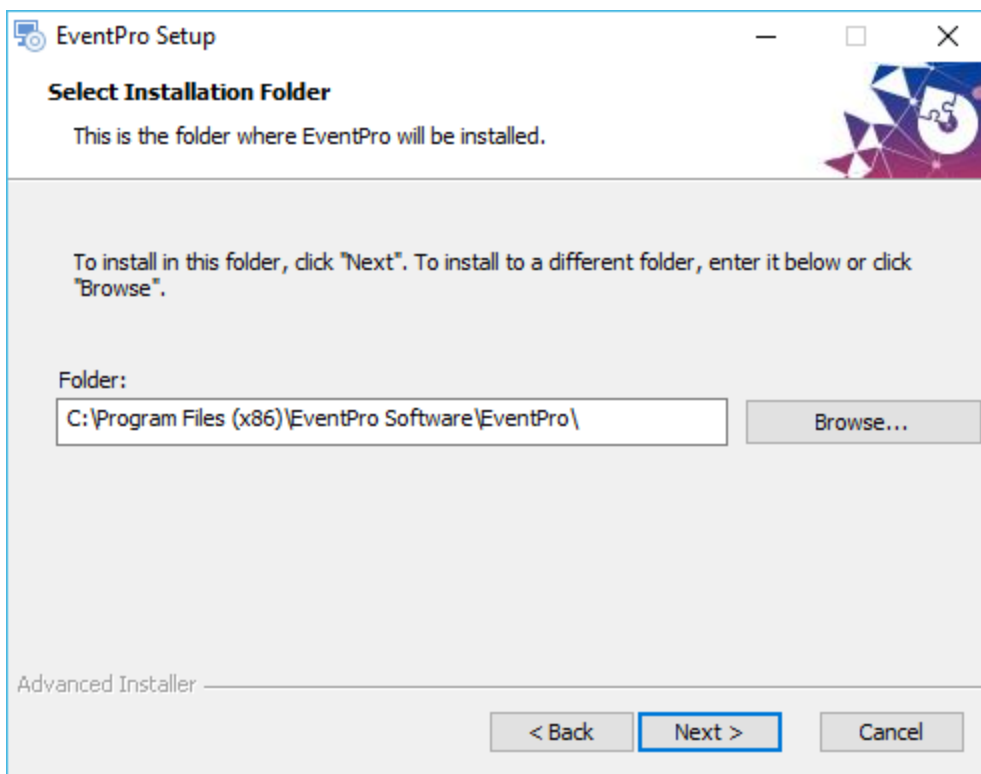 EventPro Setup
Select Installation Folder
This is the folder where EventPro will be installed.
To install in this folder, click "Next". To install to a different folder, enter it below or click
"Browse".
Folder:
C:\Program Files (x86)\EventPro Software\EventPro\
Browse...
Advanced Installer
< Back
Next >
Cancel